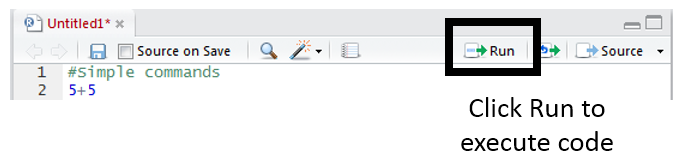 Untitled1*
Source on Save Run Source
1 #Simple commands
2 5+5
Click Run to
execute code